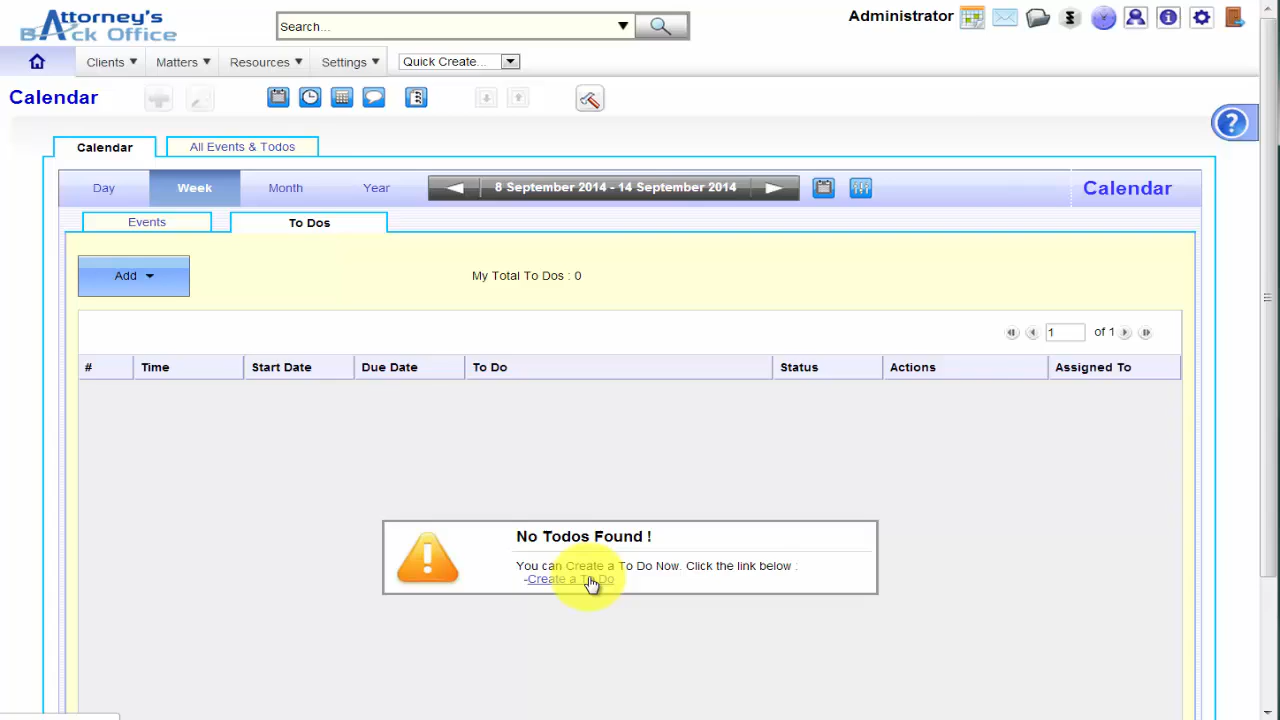 Attorney's
Back Office
Search...
Administrator
Clients
Matters
Resources
Settings
Quick Create...
Calendar
Calendar
All Events & Todos
Day
Week
Month
Year
8 September 2014 - 14 September 2014
Calendar
Events
To Dos
Add
My Total To Dos : 0
1
of 1
#
Time
Start Date
Due Date
To Do
Status
Actions
Assigned To
No Todos Found !
You can Create a To Do Now. Click the link below :
-Create a To Do